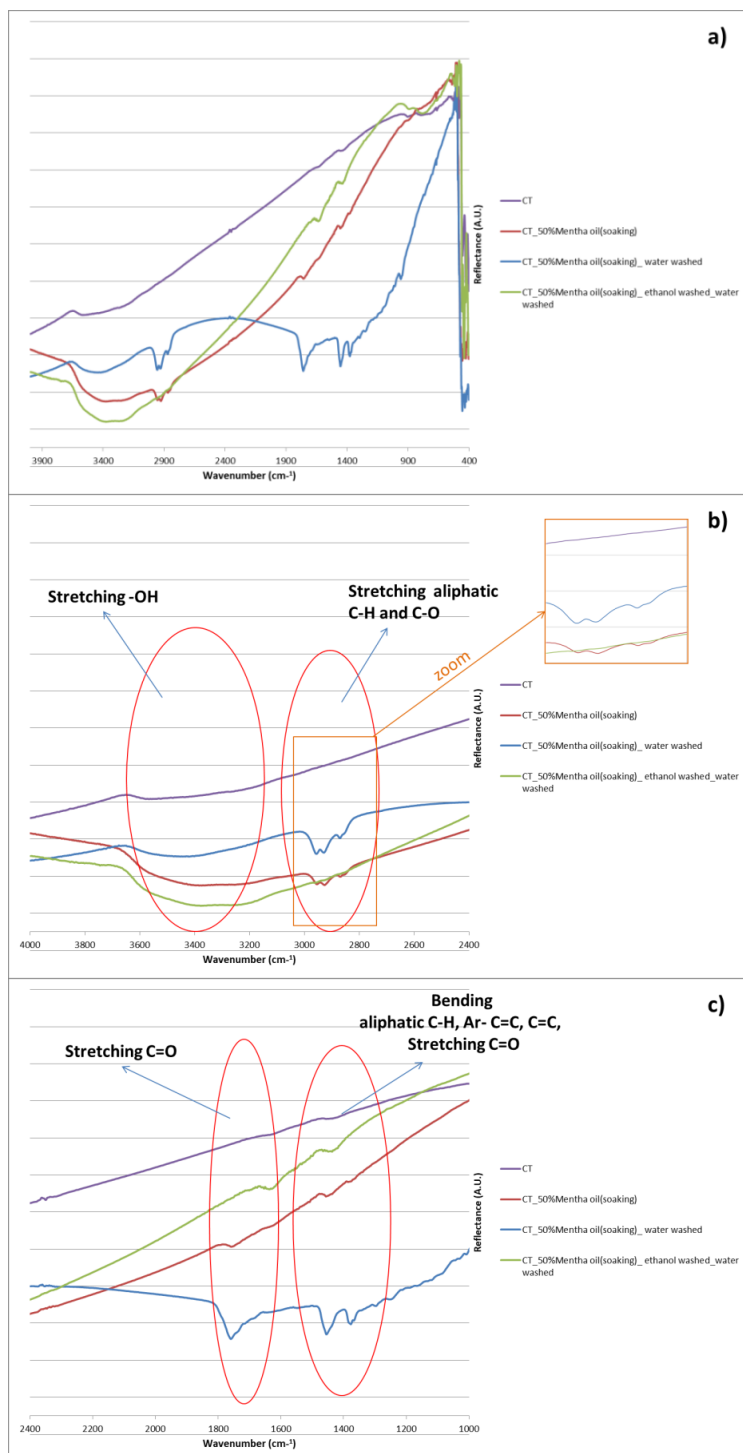 a)
Reflectance (A.U.)
CT
CT_50%Mentha oil(soaking)
CT_50%Mentha oil(soaking)_ water washed
CT_50%Mentha oil(soaking)_ ethanol washed_water
washed
3900 3400 2900 2400 1900 1400 900 400
Wavenumber (cm-1)
b)
Stretching -OH
Stretching aliphatic
C-H and C-O
zoom
Reflectance (A.U.)
CT
CT_50%Mentha oil(soaking)
CT_50%Mentha oil(soaking)_ water washed
CT_50%Mentha oil(soaking)_ ethanol washed_water
washed
4000 3800 3600 3400 3200 3000 2800 2600 2400
Wavenumber (cm-1)
c)
Bending
aliphatic C-H, Ar- C=C, C=C,
Stretching C=O
Stretching C=O
Reflectance (A.U.)
CT
CT_50%Mentha oil(soaking)
CT_50%Mentha oil(soaking)_ water washed
CT_50%Mentha oil(soaking)_ ethanol washed_water
washed
2400 2200 2000 1800 1600 1400 1200 1000
Wavenumber (cm-1)